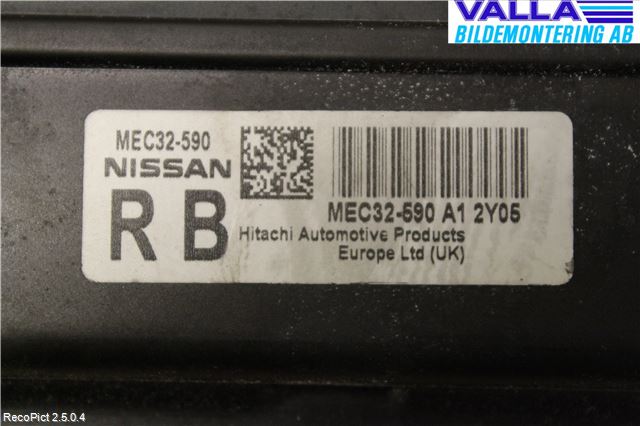 VALLA
BILDEMONTERING AB
MEC32-590
NISSAN
R B
MEC32-590 A1 2Y05
Hitachi Automotive Products
Europe Ltd (UK)
RecoPict 2.5.0.4